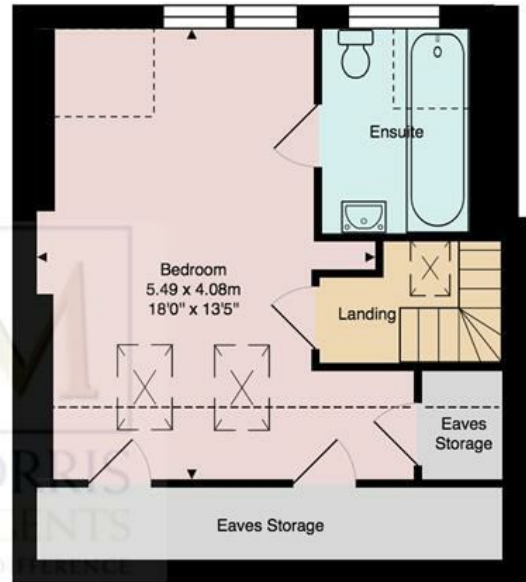 Ensuite
Bedroom
5.49 x 4.08m
18'0" x 13'5"
Landing
M
Eaves
Storage
Eaves Storage